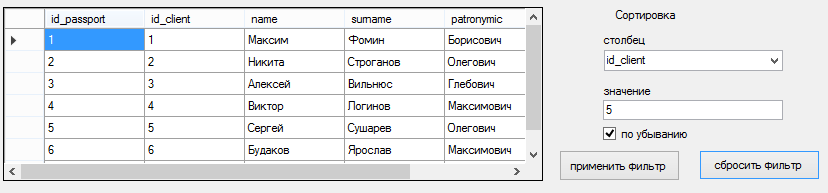 id_passport id_client name surname patronymic
1 1 Максим Фомин Борисович
2 2 Никита Строганов Олегович
3 3 Алексей Вильнюс Глебович
4 4 Виктор Логинов Максимович
5 5 Сергей Сушарев Олегович
6 6 Будаков Ярослав Максимович
Сортировка
столбец
id_client
значение
5
по убыванию
применить фильтр сбросить фильтр